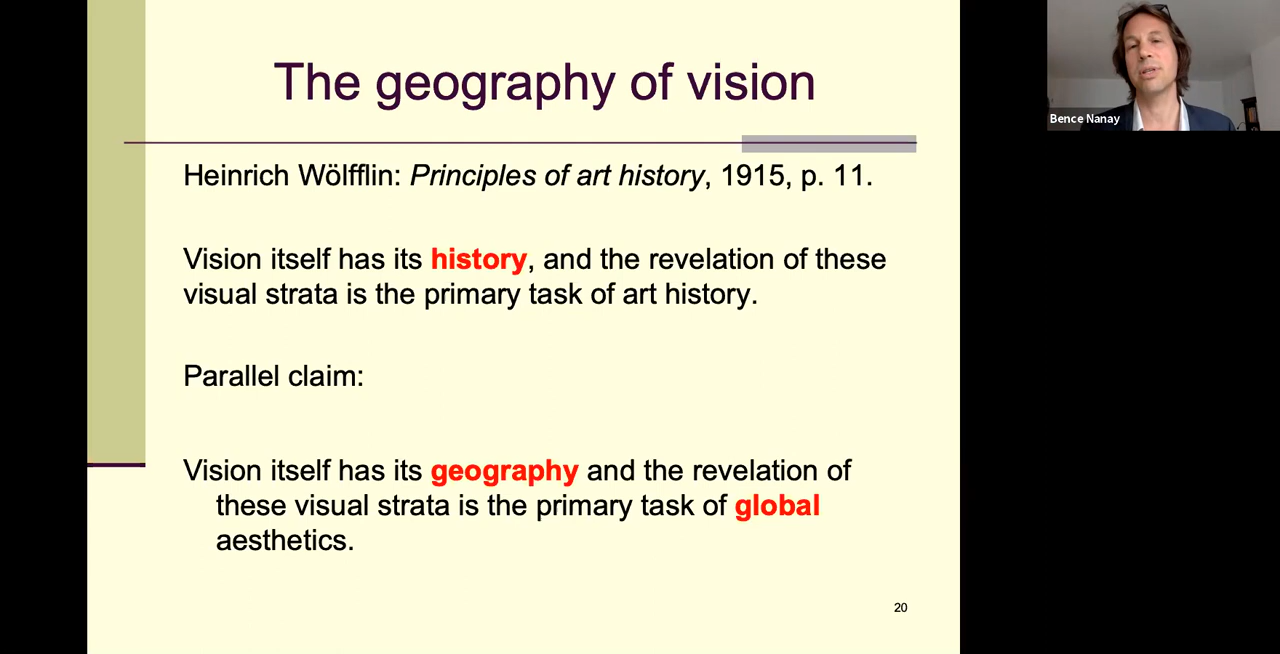 The geography of vision
Heinrich Wölfflin: Principles of art history, 1915, p. 11.
Vision itself has its history, and the revelation of these
visual strata is the primary task of art history.
Parallel claim:
Vision itself has its geography and the revelation of
these visual strata is the primary task of global
aesthetics.
20
Bence Nanay